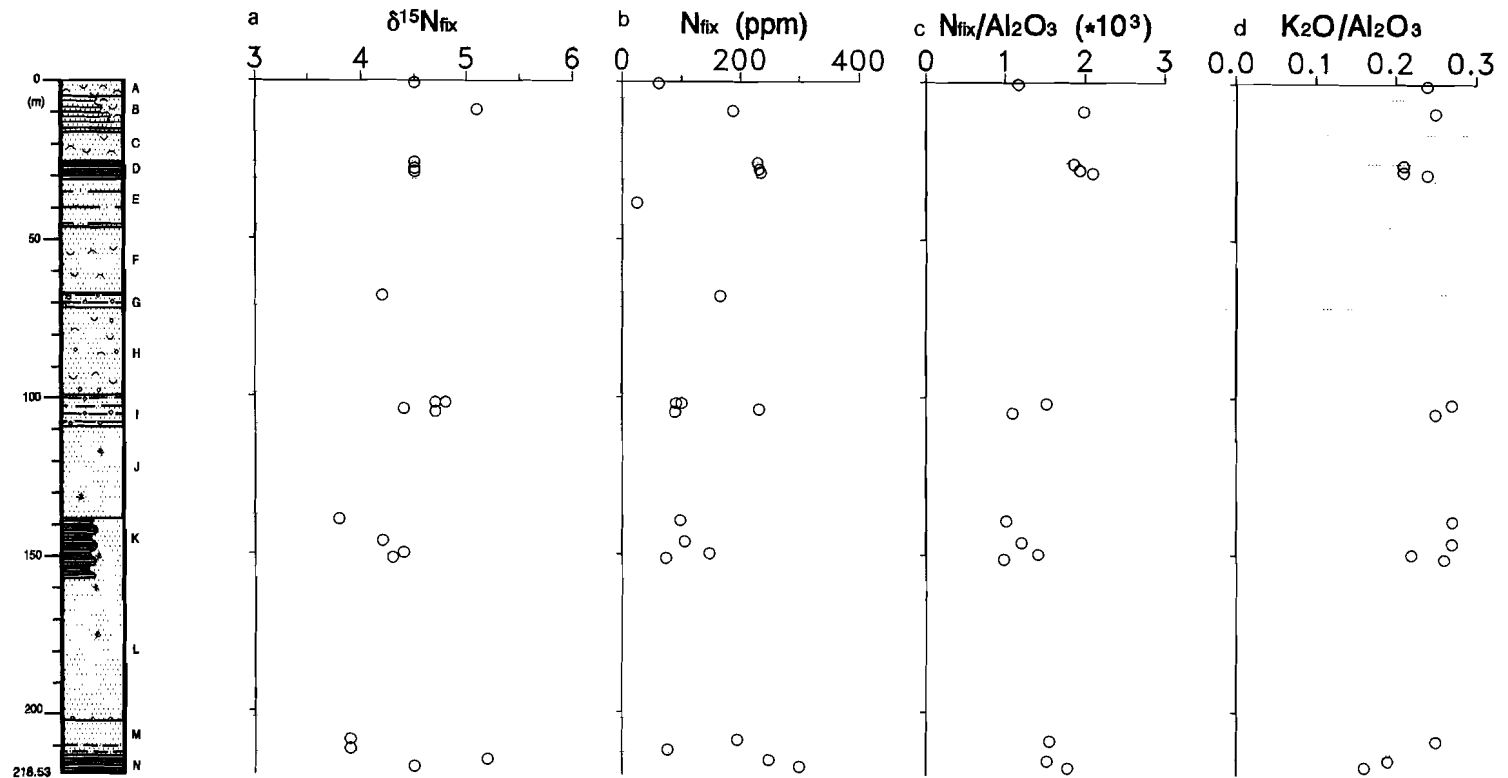 a δ¹⁵Nfix
b Nfix (ppm)
c Nfix/Al₂O₃ (*10³)
d K₂O/Al₂O₃
3 4 5 6
0 200 400
0 1 2 3
0.0 0.1 0.2 0.3
0
(m)
50
100
150
200
218.53
A
B
C
D
E
F
G
H
I
J
K
L
M
N